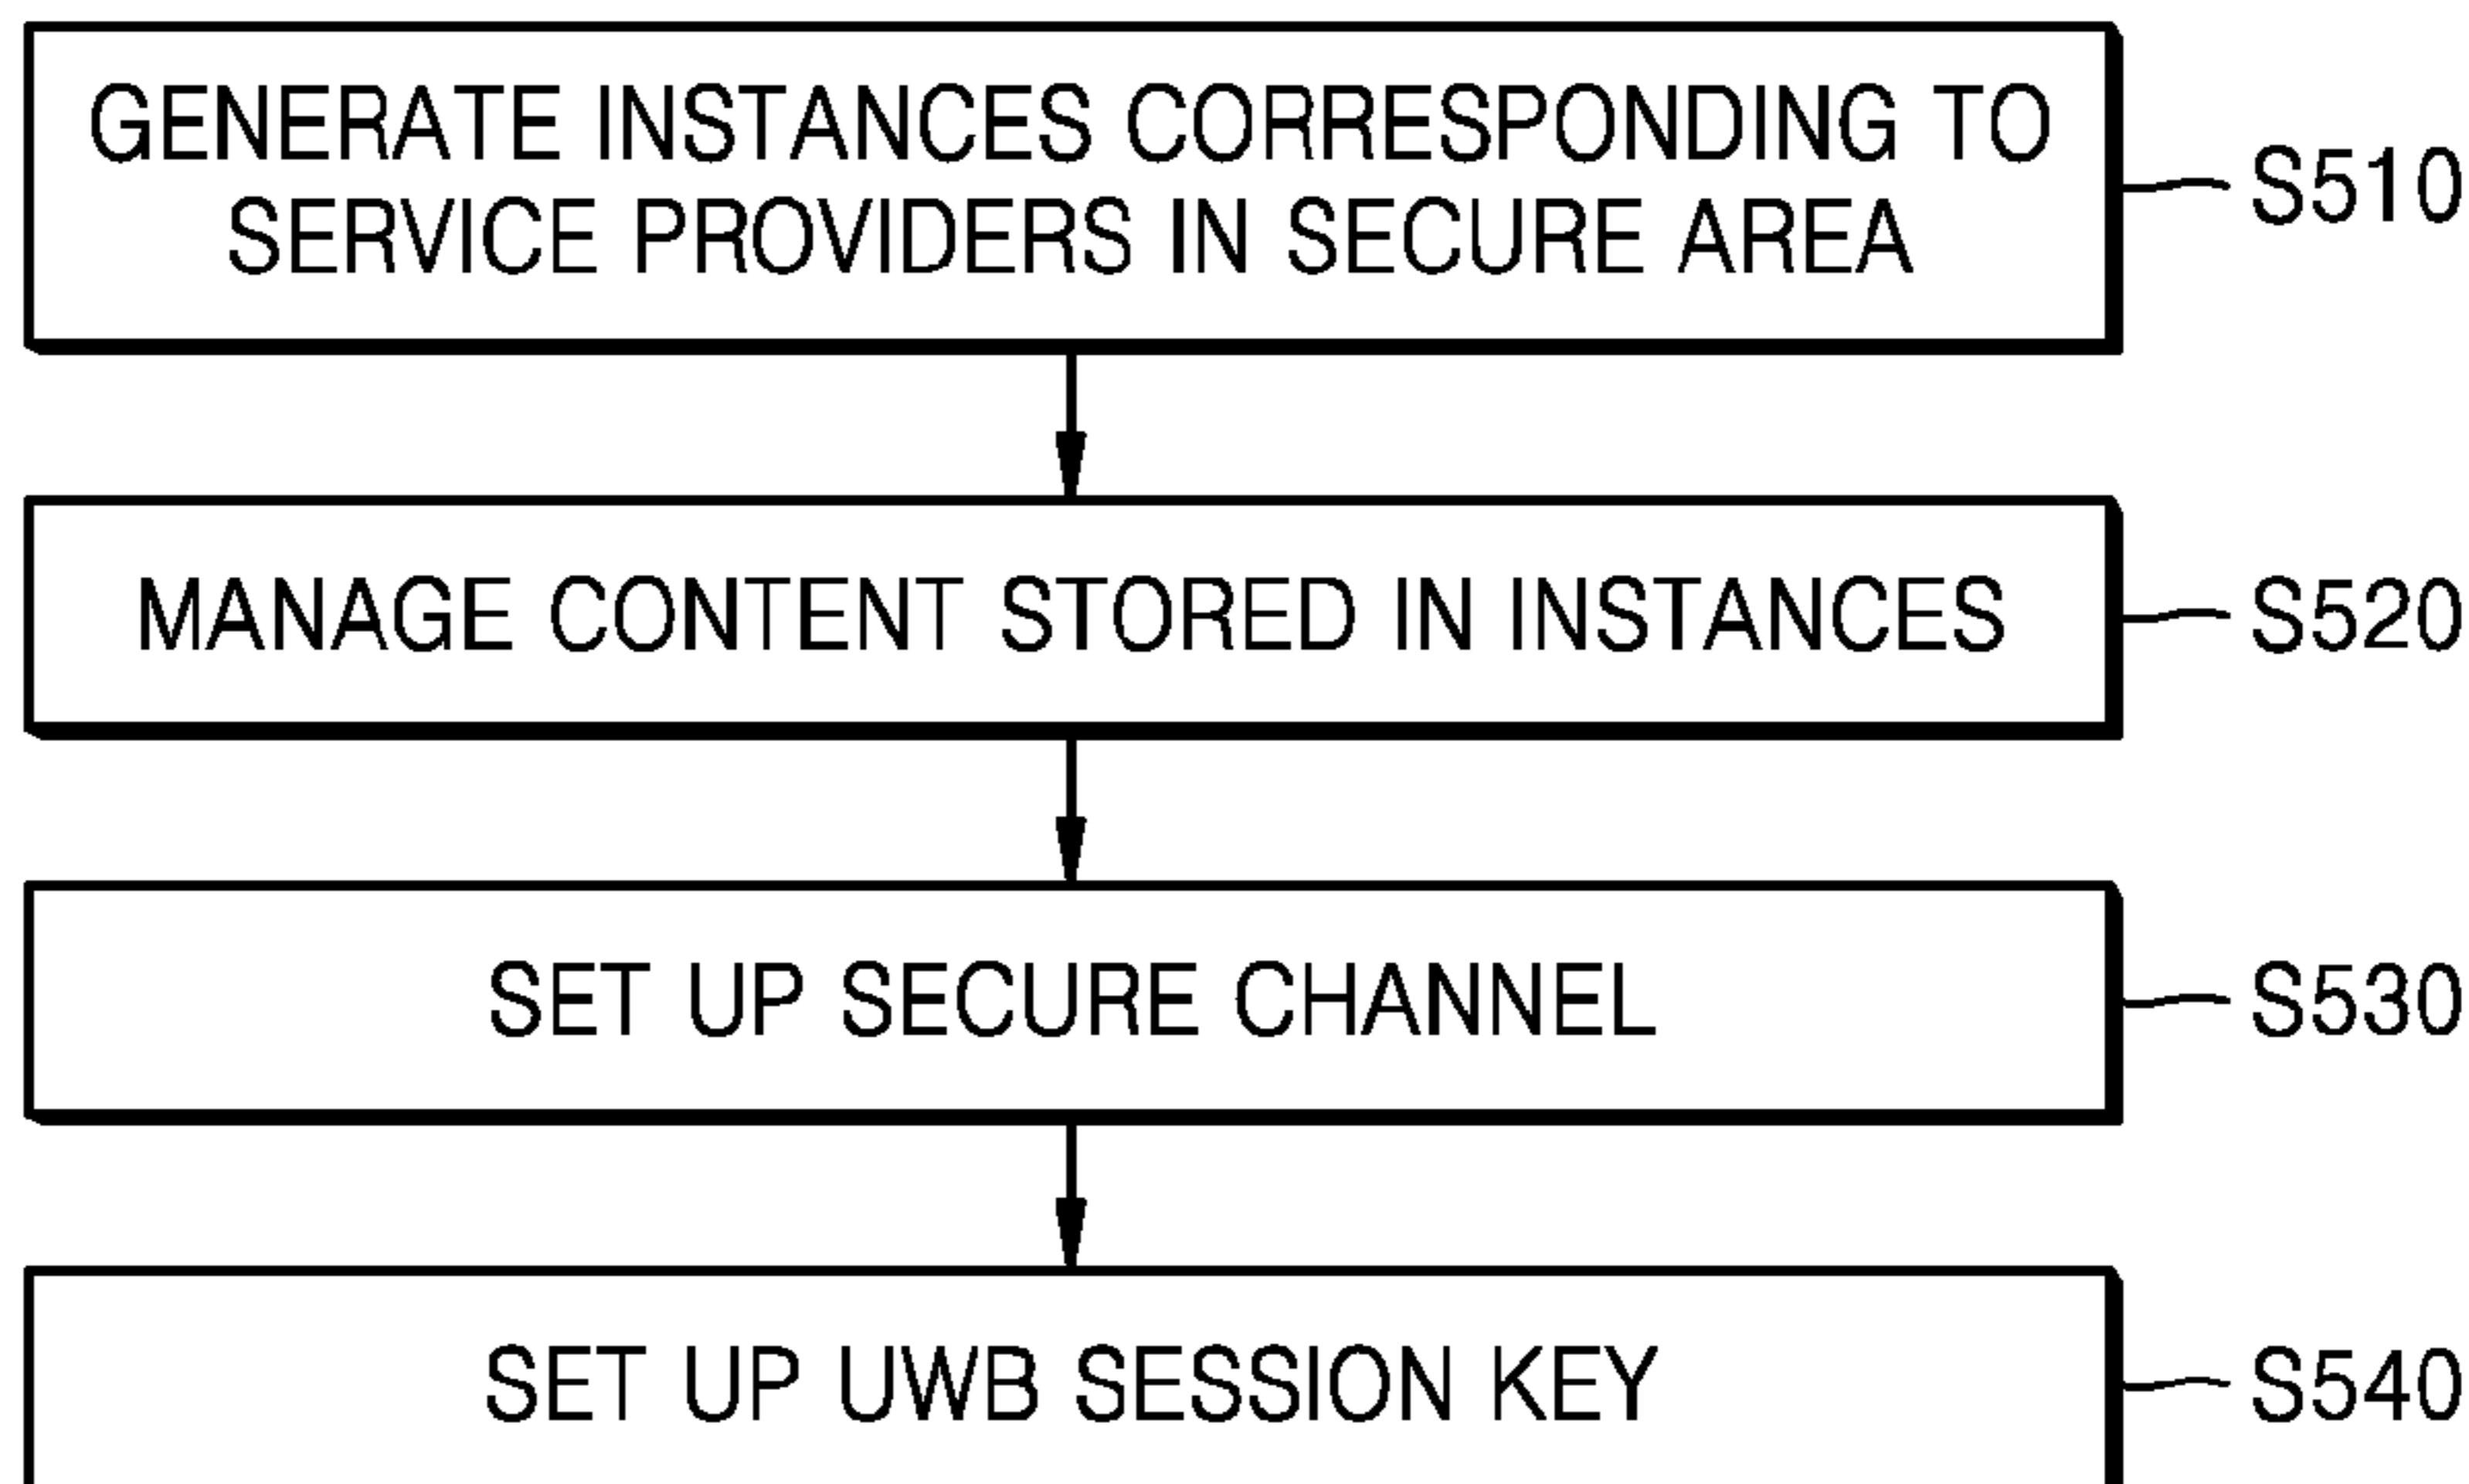 GENERATE INSTANCES CORRESPONDING TO
SERVICE PROVIDERS IN SECURE AREA
S510
MANAGE CONTENT STORED IN INSTANCES
S520
SET UP SECURE CHANNEL
S530
SET UP UWB SESSION KEY
S540